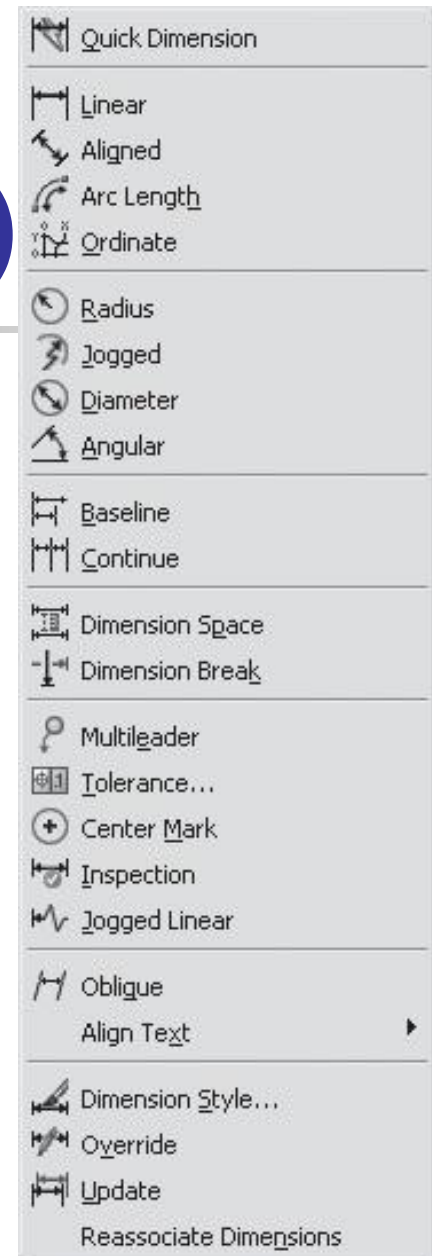 Quick Dimension
Linear
Aligned
Arc Length
Ordinate
Radius
Jogged
Diameter
Angular
Baseline
Continue
Dimension Space
Dimension Break
Multileader
Tolerance...
Center Mark
Inspection
Jogged Linear
Oblique
Align Text
Dimension Style...
Override
Update
Reassociate Dimensions